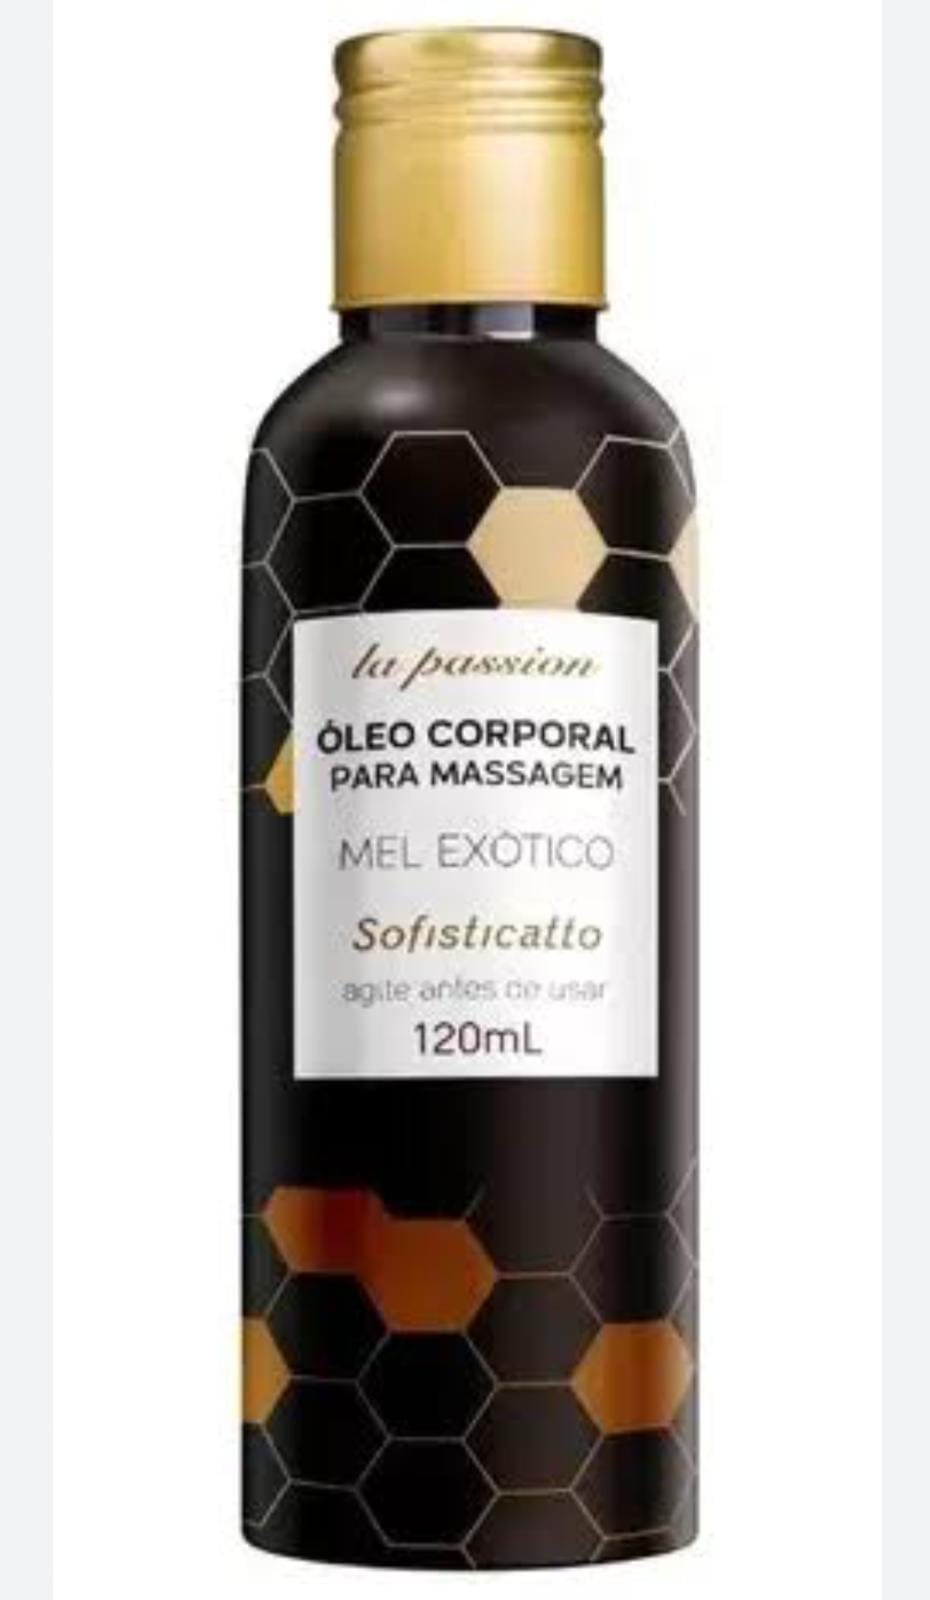 la passion
ÓLEO CORPORAL
PARA MASSAGEM
MEL EXÓTICO
Sofisticatto
agite antes de usar
120mL